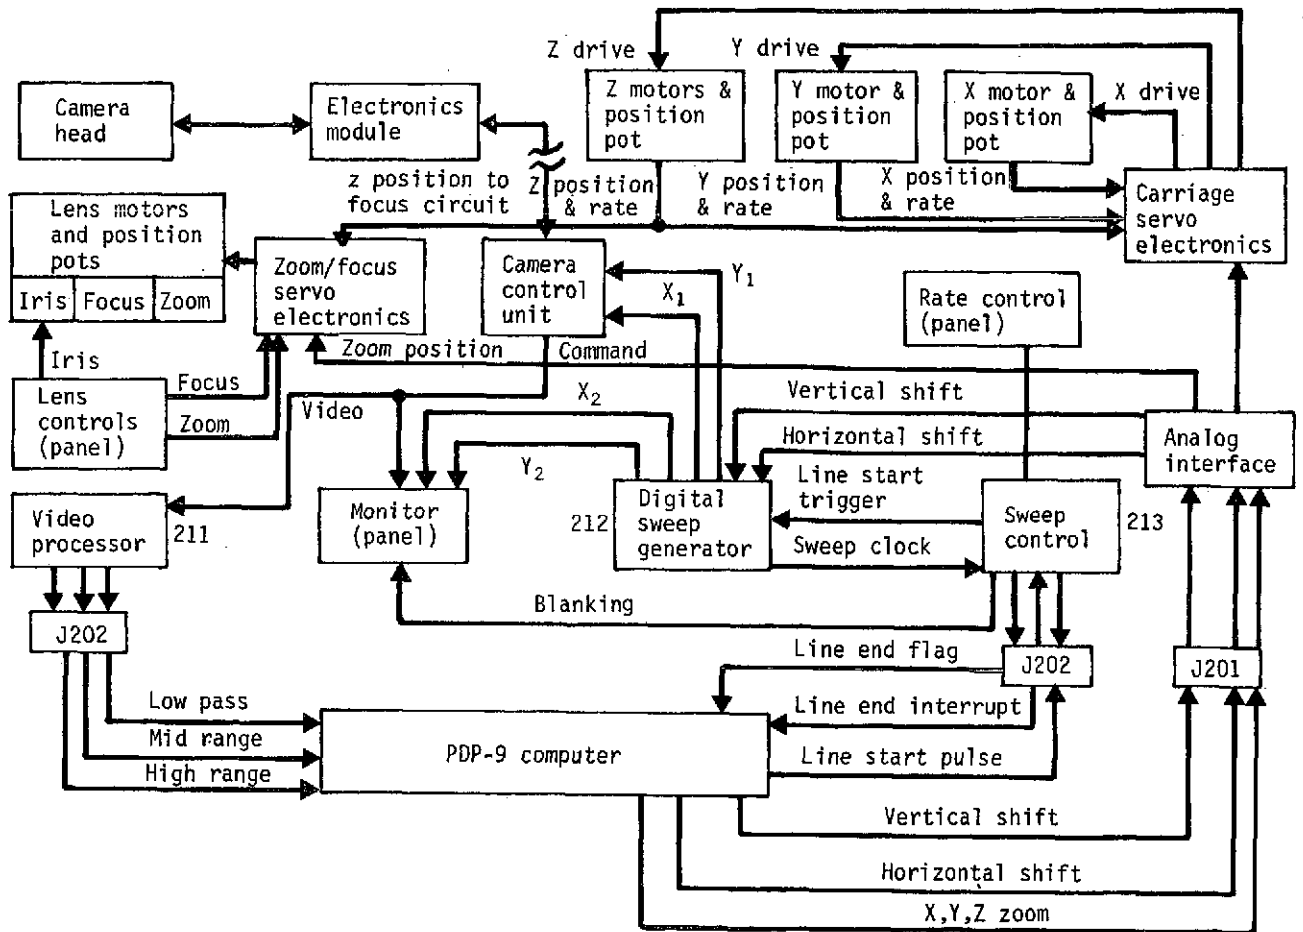 Z drive
Y drive
Camera
head
Electronics
module
Z motors &
position
pot
Y motor &
position
pot
X motor &
position
pot
X drive
z position to
focus circuit
Z position
& rate
Y position
& rate
X position
& rate
Carriage
servo
electronics
Lens motors
and position
pots
Iris
Focus
Zoom
Zoom/focus
servo
electronics
Camera
control
unit
Y1
X1
Rate control
(panel)
Iris
Zoom position
Command
Lens
controls
(panel)
Focus
Zoom
Video
X2
Vertical shift
Analog
interface
Horizontal shift
Y2
Line start
trigger
Video
processor
211
Monitor
(panel)
212
Digital
sweep
generator
Sweep
control
213
Sweep clock
Blanking
J202
Line end flag
J202
J201
Low pass
Mid range
High range
PDP-9 computer
Line end interrupt
Line start pulse
Vertical shift
Horizontal shift
X,Y,Z zoom